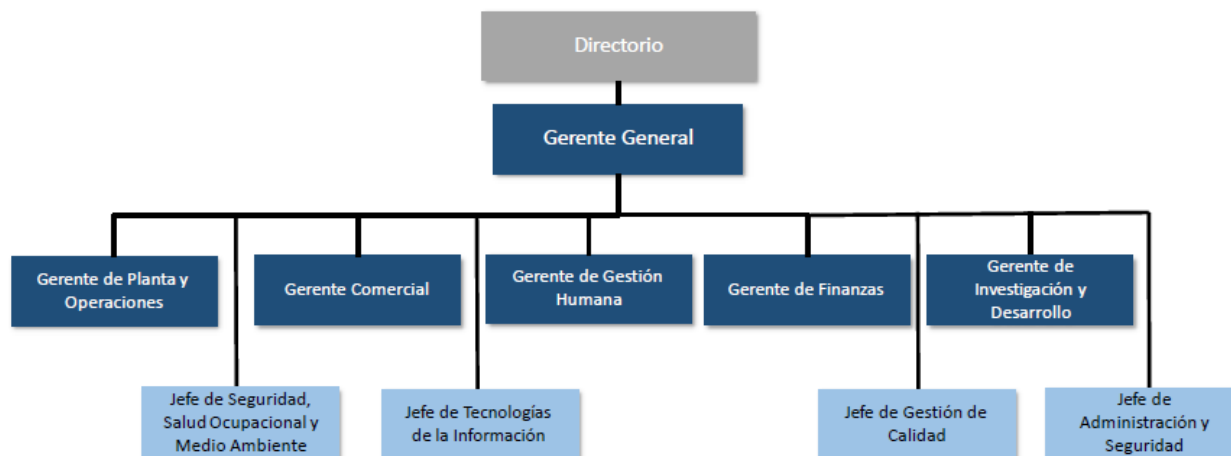 Directorio
Gerente General
Gerente de Planta y
Operaciones
Gerente Comercial
Gerente de Gestión
Humana
Gerente de Finanzas
Gerente de
Investigación y
Desarrollo
Jefe de Seguridad,
Salud Ocupacional y
Medio Ambiente
Jefe de Tecnologías
de la Información
Jefe de Gestión de
Calidad
Jefe de
Administración y
Seguridad